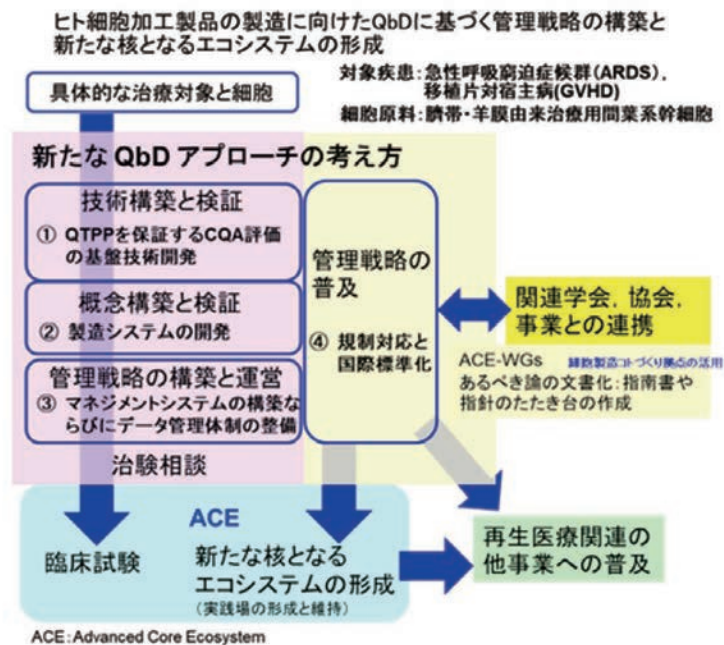 ヒト細胞加工製品の製造に向けたQbDに基づく管理戦略の構築と
新たな核となるエコシステムの形成
具体的な治療対象と細胞
対象疾患：急性呼吸窮迫症候群（ARDS），
移植片対宿主病(GVHD)
細胞原料：臍帯・羊膜由来治療用間葉系幹細胞
新たな QbD アプローチの考え方
技術構築と検証
① QTPPを保証するCQA評価
の基盤技術開発
概念構築と検証
② 製造システムの開発
管理戦略の構築と運営
③ マネジメントシステムの構築な
らびにデータ管理体制の整備
治験相談
管理戦略の
普及
④ 規制対応と
国際標準化
関連学会，協会，
事業との連携
ACE-WGs 細胞製造コトづくり拠点の活用
あるべき論の文書化：指南書や
指針のたたき台の作成
ACE
臨床試験
新たな核となる
エコシステムの形成
（実践場の形成と維持）
再生医療関連の
他事業への普及
ACE：Advanced Core Ecosystem